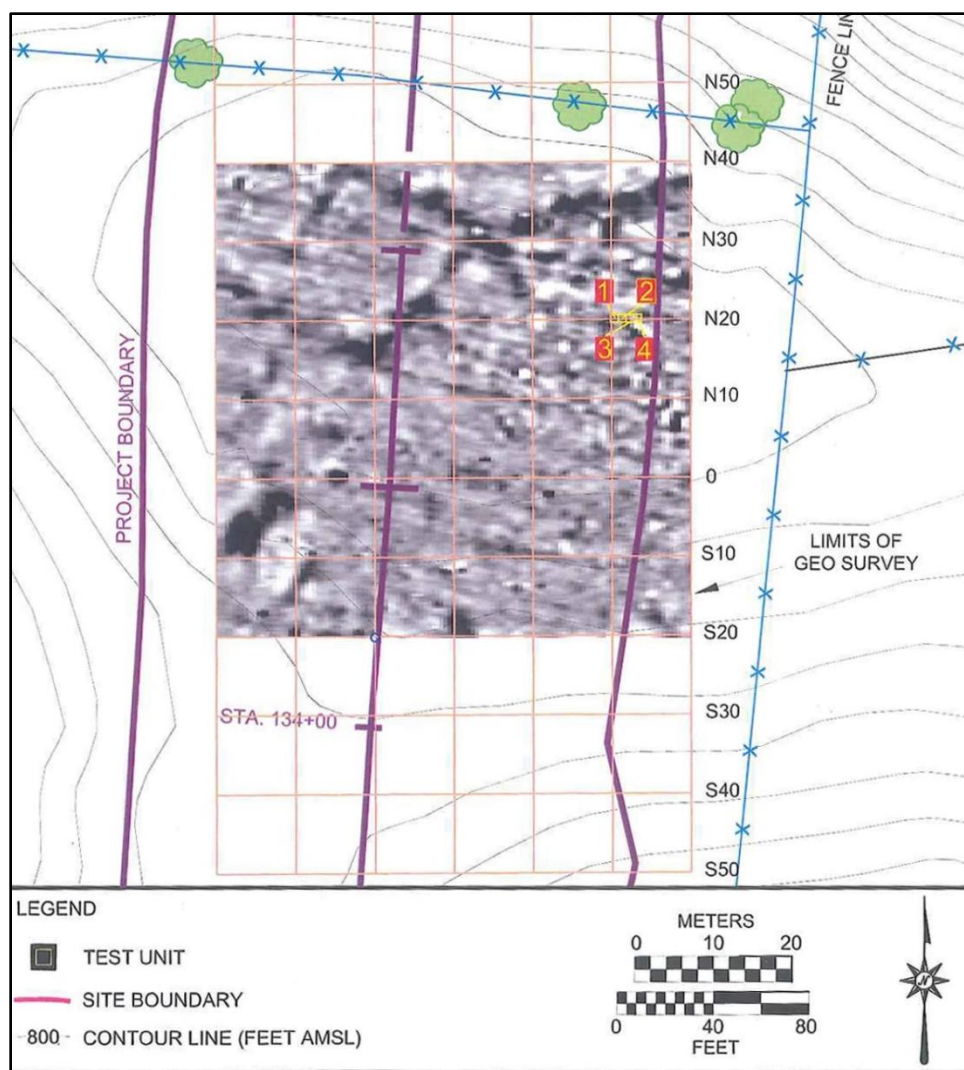 FENCE LIN
N50
N40
N30
1 2
N20
3 4
N10
PROJECT BOUNDARY
0
S10
LIMITS OF
GEO SURVEY
S20
S30
STA. 134+00
S40
S50
LEGEND
TEST UNIT
SITE BOUNDARY
-800- CONTOUR LINE (FEET AMSL)
METERS
0 10 20
0 40 80
FEET
N